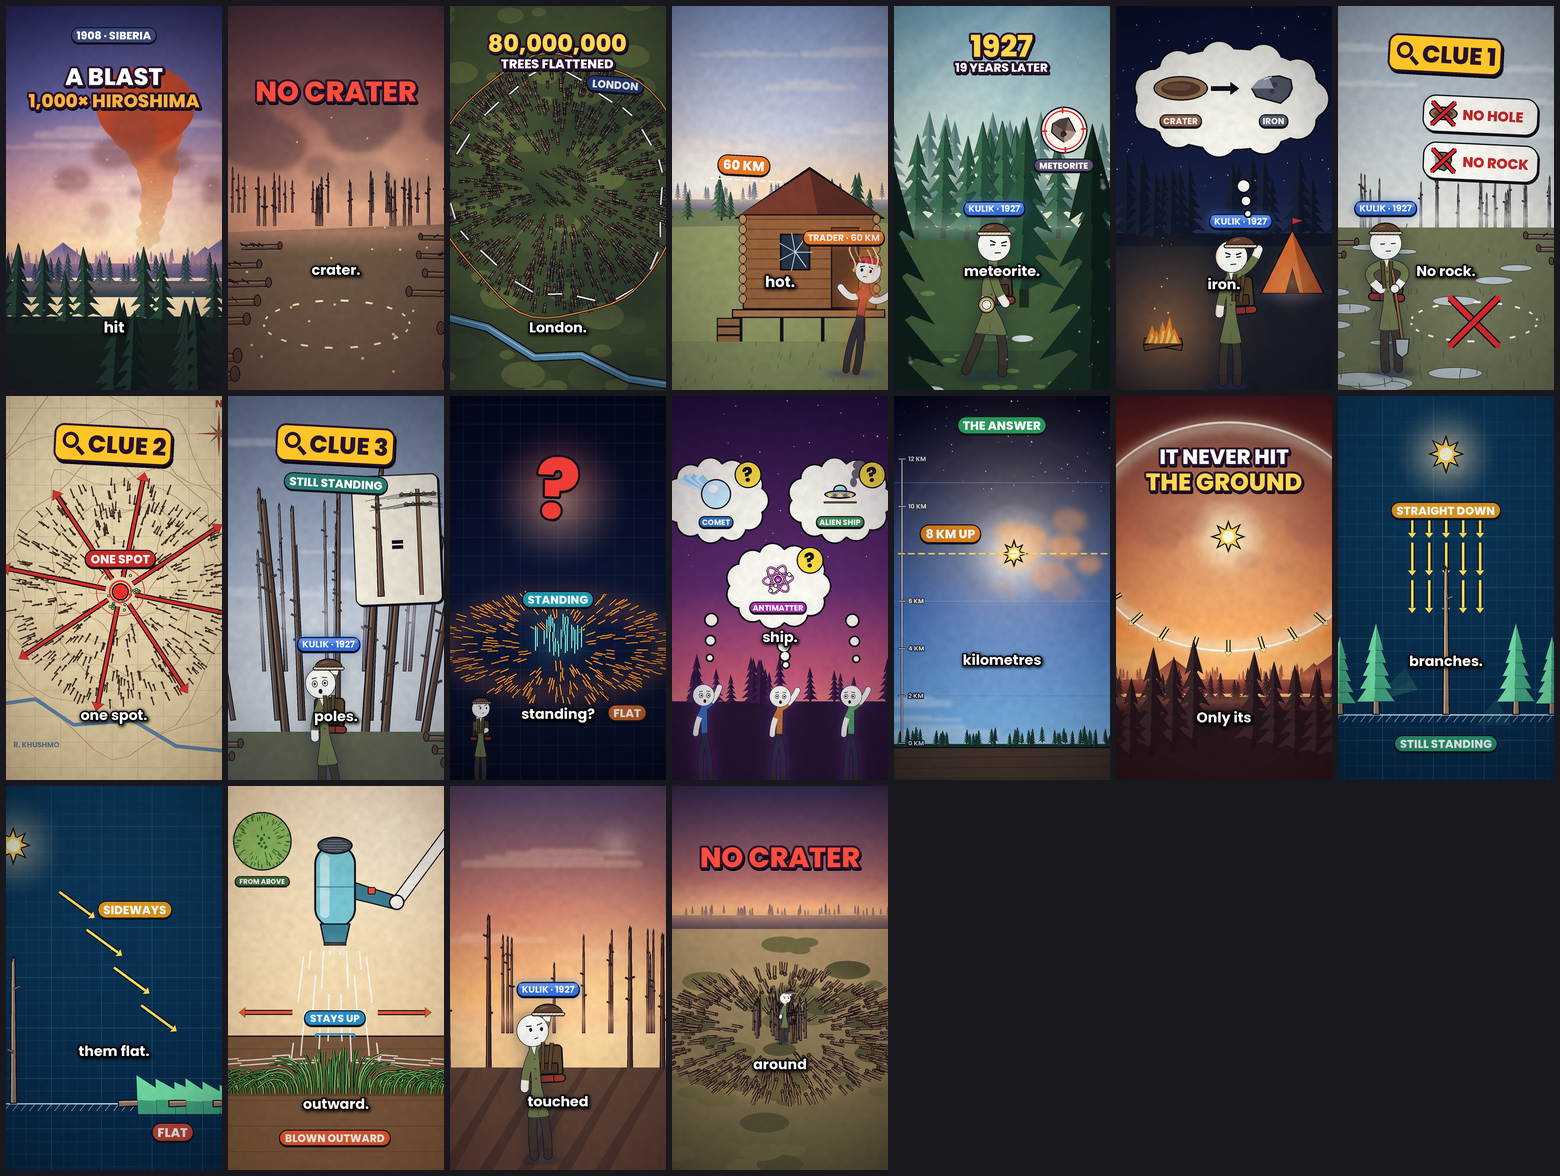 1908 · SIBERIA
A BLAST
1,000× HIROSHIMA
hit
NO CRATER
crater.
80,000,000
TREES FLATTENED
LONDON
London.
60 KM
TRADER · 60 KM
hot.
1927
19 YEARS LATER
METEORITE
KULIK · 1927
meteorite.
CRATER
IRON
KULIK · 1927
iron.
CLUE 1
NO HOLE
NO ROCK
KULIK · 1927
No rock.
CLUE 2
N
ONE SPOT
one spot.
R. KHUSHMO
CLUE 3
STILL STANDING
=
KULIK · 1927
poles.
?
STANDING
standing?
FLAT
?
?
COMET
ALIEN SHIP
?
ANTIMATTER
ship.
THE ANSWER
12 KM
10 KM
8 KM UP
6 KM
4 KM
kilometres
2 KM
0 KM
IT NEVER HIT
THE GROUND
Only its
STRAIGHT DOWN
branches.
STILL STANDING
SIDEWAYS
them flat.
FLAT
FROM ABOVE
STAYS UP
outward.
BLOWN OUTWARD
KULIK · 1927
touched
NO CRATER
around